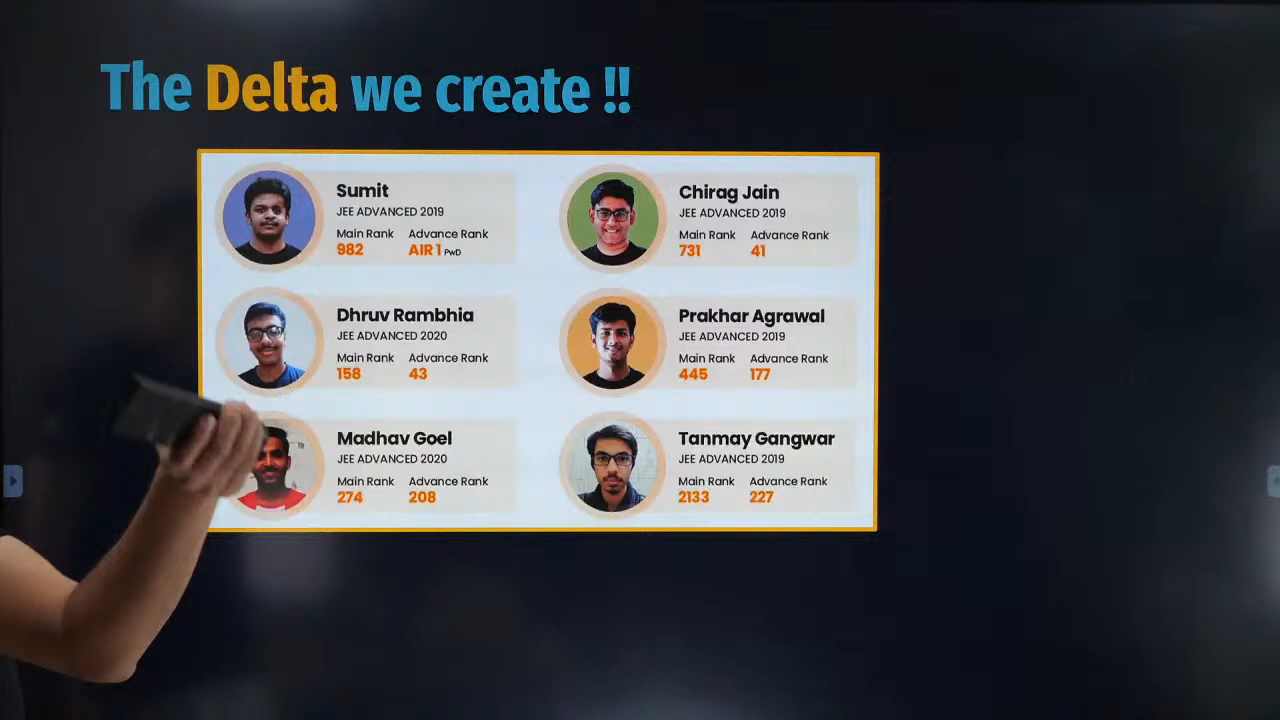 The Delta we create !!
Sumit
JEE ADVANCED 2019
Main Rank Advance Rank
982 AIR 1 PwD
Chirag Jain
JEE ADVANCED 2019
Main Rank Advance Rank
731 41
Dhruv Rambhia
JEE ADVANCED 2020
Main Rank Advance Rank
158 43
Prakhar Agrawal
JEE ADVANCED 2019
Main Rank Advance Rank
445 177
Madhav Goel
JEE ADVANCED 2020
Main Rank Advance Rank
274 208
Tanmay Gangwar
JEE ADVANCED 2019
Main Rank Advance Rank
2133 227